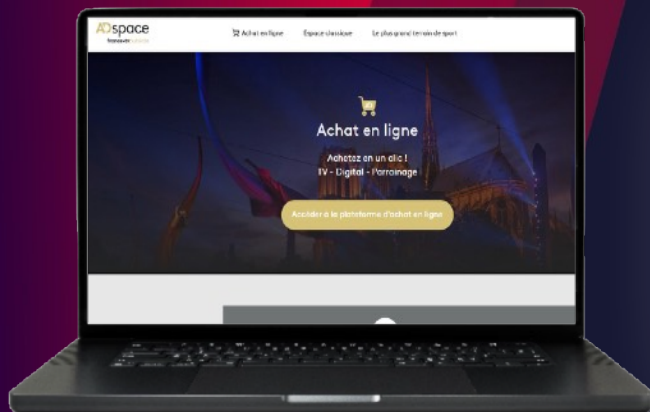 ADspace
Achat en ligne
Espace classique
Le plus grand terrain de sport
Achat en ligne
Achetez en un clic !
TV - Digital - Parrainage
Accéder à la plateforme d'achat en ligne